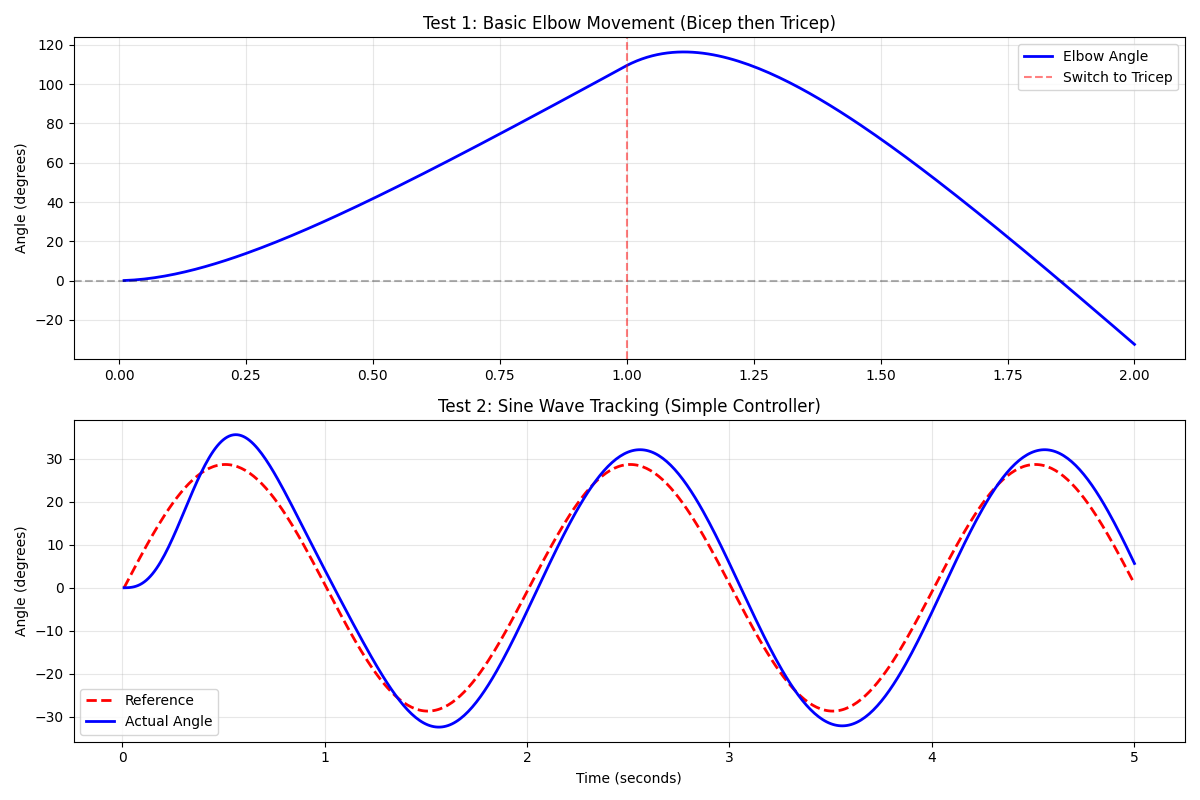 Test 1: Basic Elbow Movement (Bicep then Tricep)
Angle (degrees)
120
100
80
60
40
20
0
−20
Elbow Angle
Switch to Tricep
0.00 0.25 0.50 0.75 1.00 1.25 1.50 1.75 2.00
Test 2: Sine Wave Tracking (Simple Controller)
Angle (degrees)
30
20
10
0
−10
−20
−30
Reference
Actual Angle
0 1 2 3 4 5
Time (seconds)